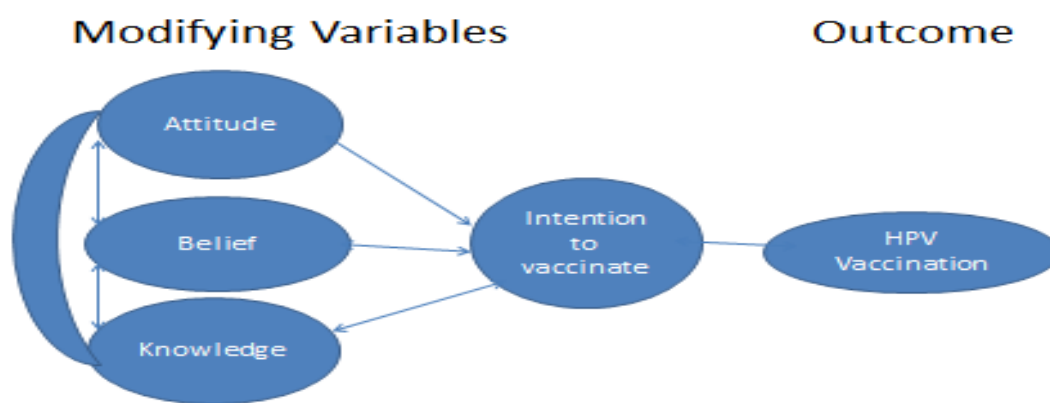 Modifying Variables
Outcome
Attitude
Belief
Knowledge
Intention
to
vaccinate
HPV
Vaccination